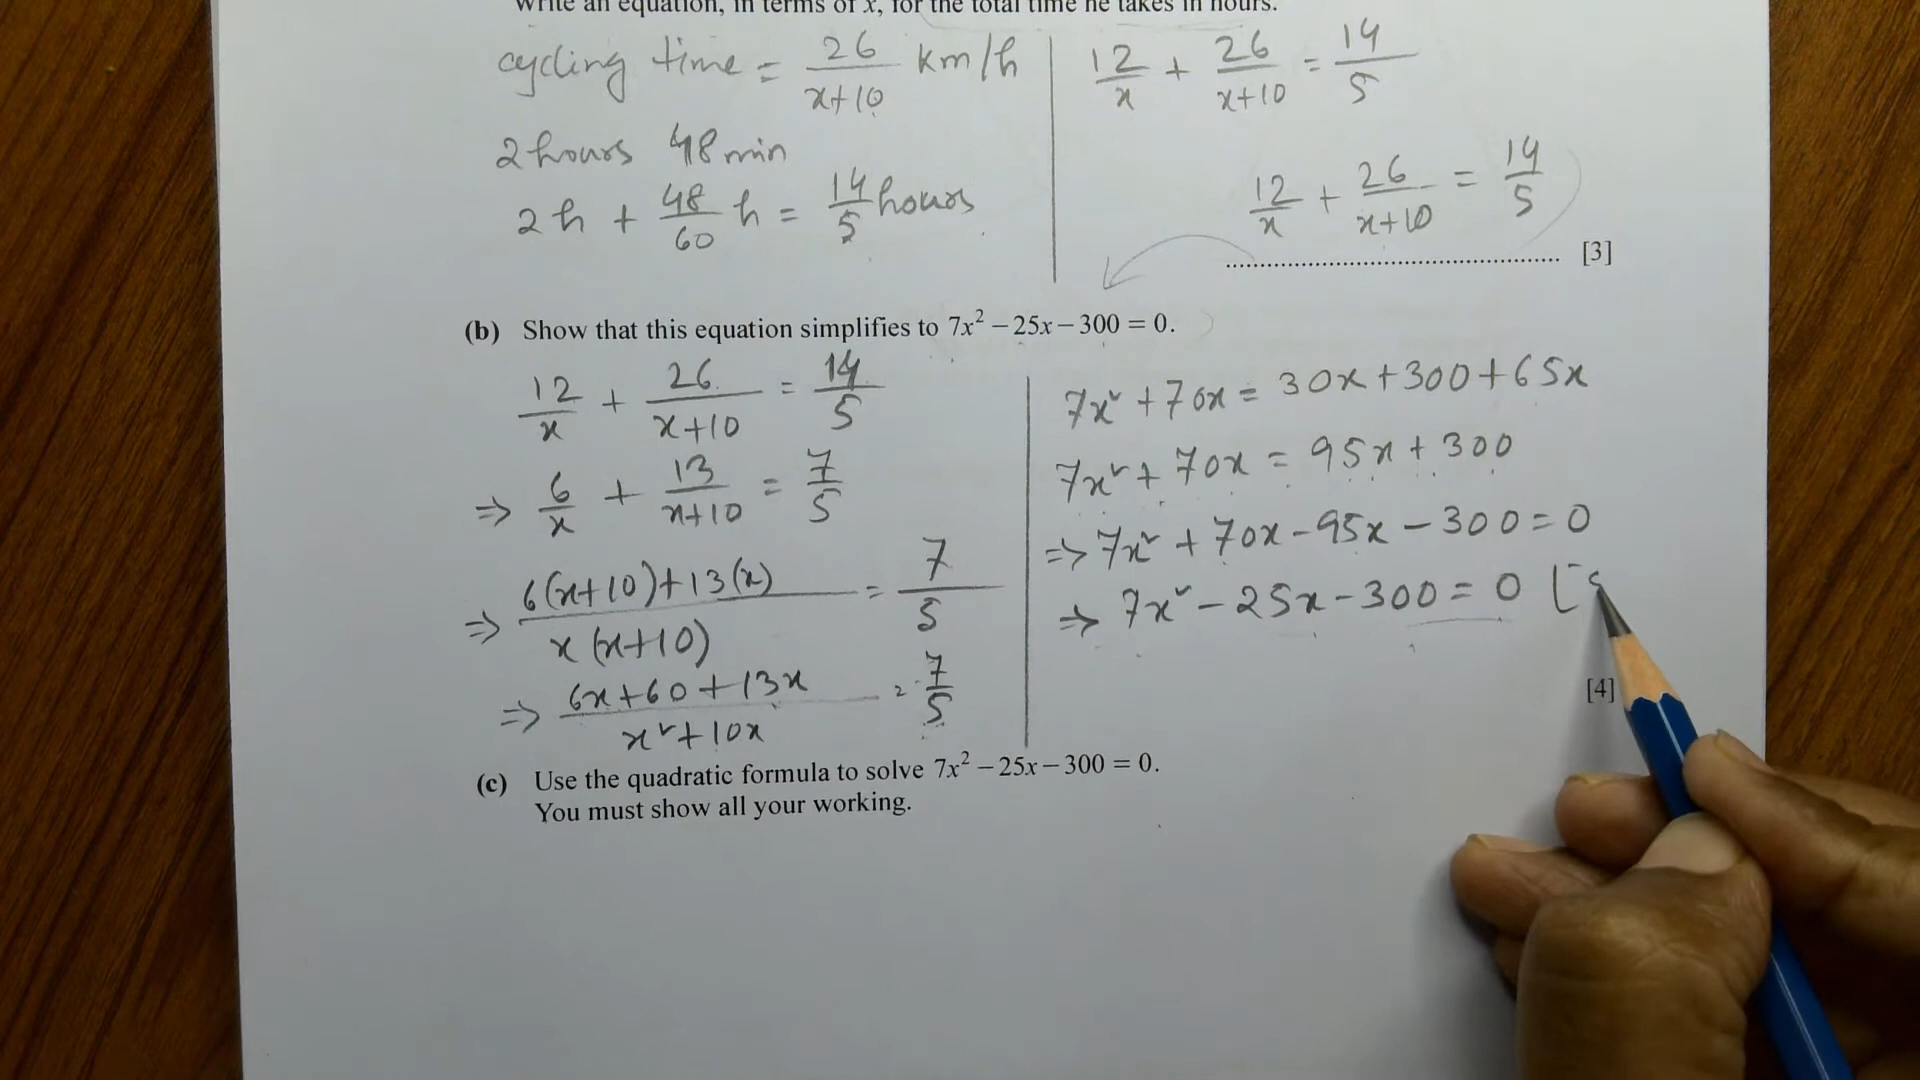 Write an equation, in terms of x, for the total time he takes in hours.
cycling time = 26/(x+10) km/h
2 hours 48 min
2h + 48/60 h = 14/5 hours
12/x + 26/(x+10) = 14/5
12/x + 26/(x+10) = 14/5
[3]
(b) Show that this equation simplifies to 7x² – 25x – 300 = 0.
12/x + 26/(x+10) = 14/5
⇒ 6/x + 13/(x+10) = 7/5
⇒ (6(x+10)+13(x))/(x(x+10)) = 7/5
⇒ (6x+60+13x)/(x²+10x) = 7/5
7x² + 70x = 30x+300+65x
7x² + 70x = 95x + 300
⇒ 7x² + 70x – 95x – 300 = 0
⇒ 7x² – 25x – 300 = 0 [
[4]
(c) Use the quadratic formula to solve 7x² – 25x – 300 = 0.
You must show all your working.